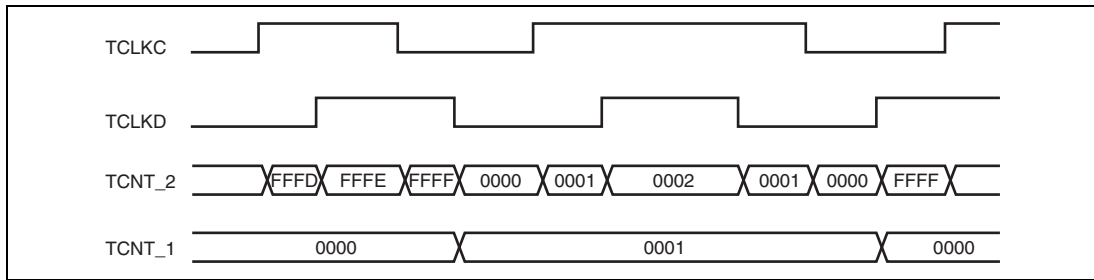 TCLKC
TCLKD
TCNT_2 FFFD FFFE FFFF 0000 0001 0002 0001 0000 FFFF
TCNT_1 0000 0001 0000